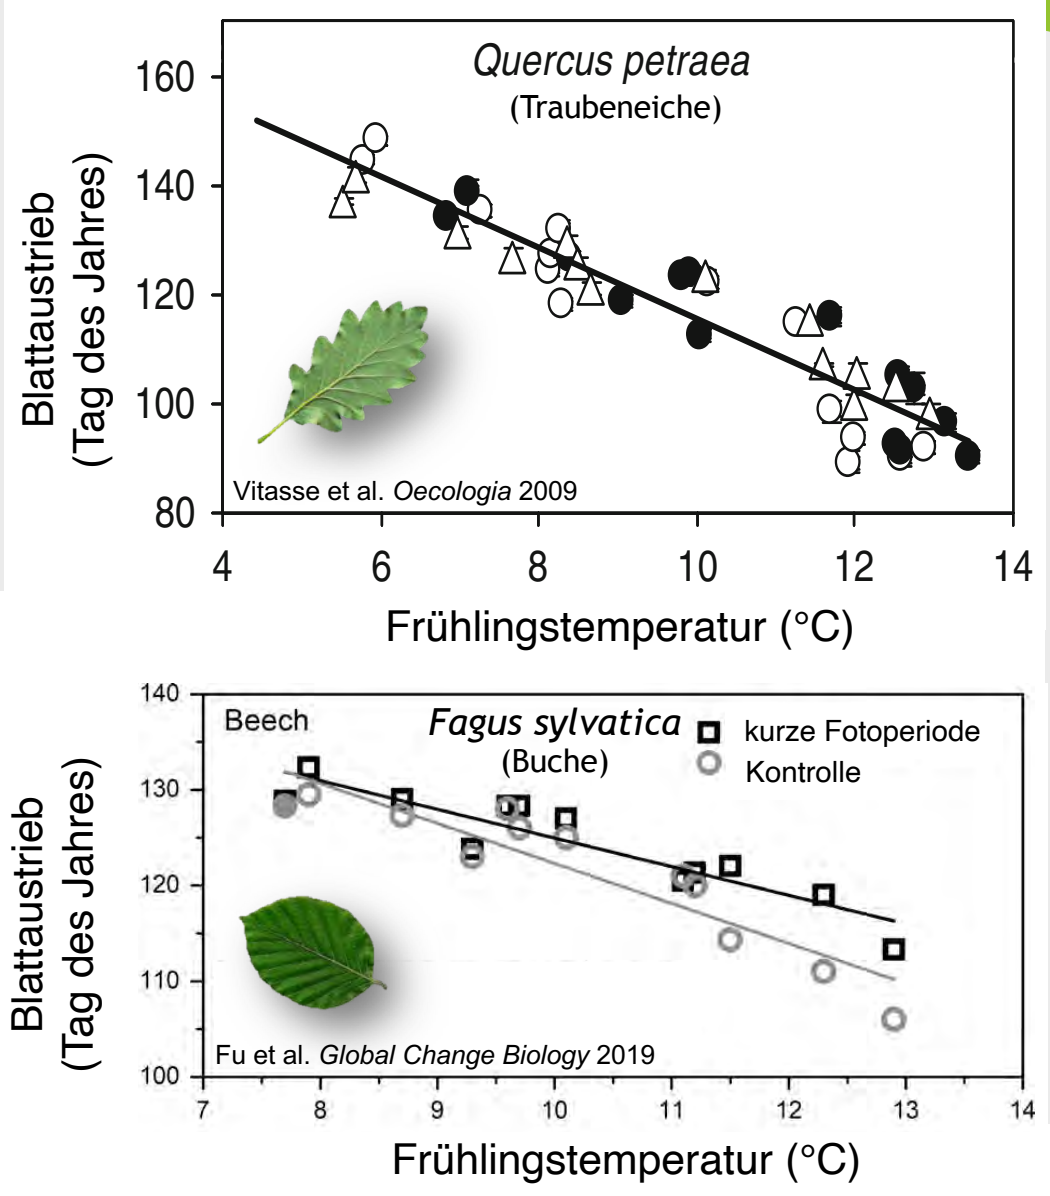 Quercus petraea
(Traubeneiche)
160
140
120
100
80
Blattaustrieb
(Tag des Jahres)
Vitasse et al. Oecologia 2009
4 6 8 10 12 14
Frühlingstemperatur (°C)
140
130
120
110
100
Beech
Fagus sylvatica
(Buche)
kurze Fotoperiode
Kontrolle
Blattaustrieb
(Tag des Jahres)
Fu et al. Global Change Biology 2019
7 8 9 10 11 12 13 14
Frühlingstemperatur (°C)